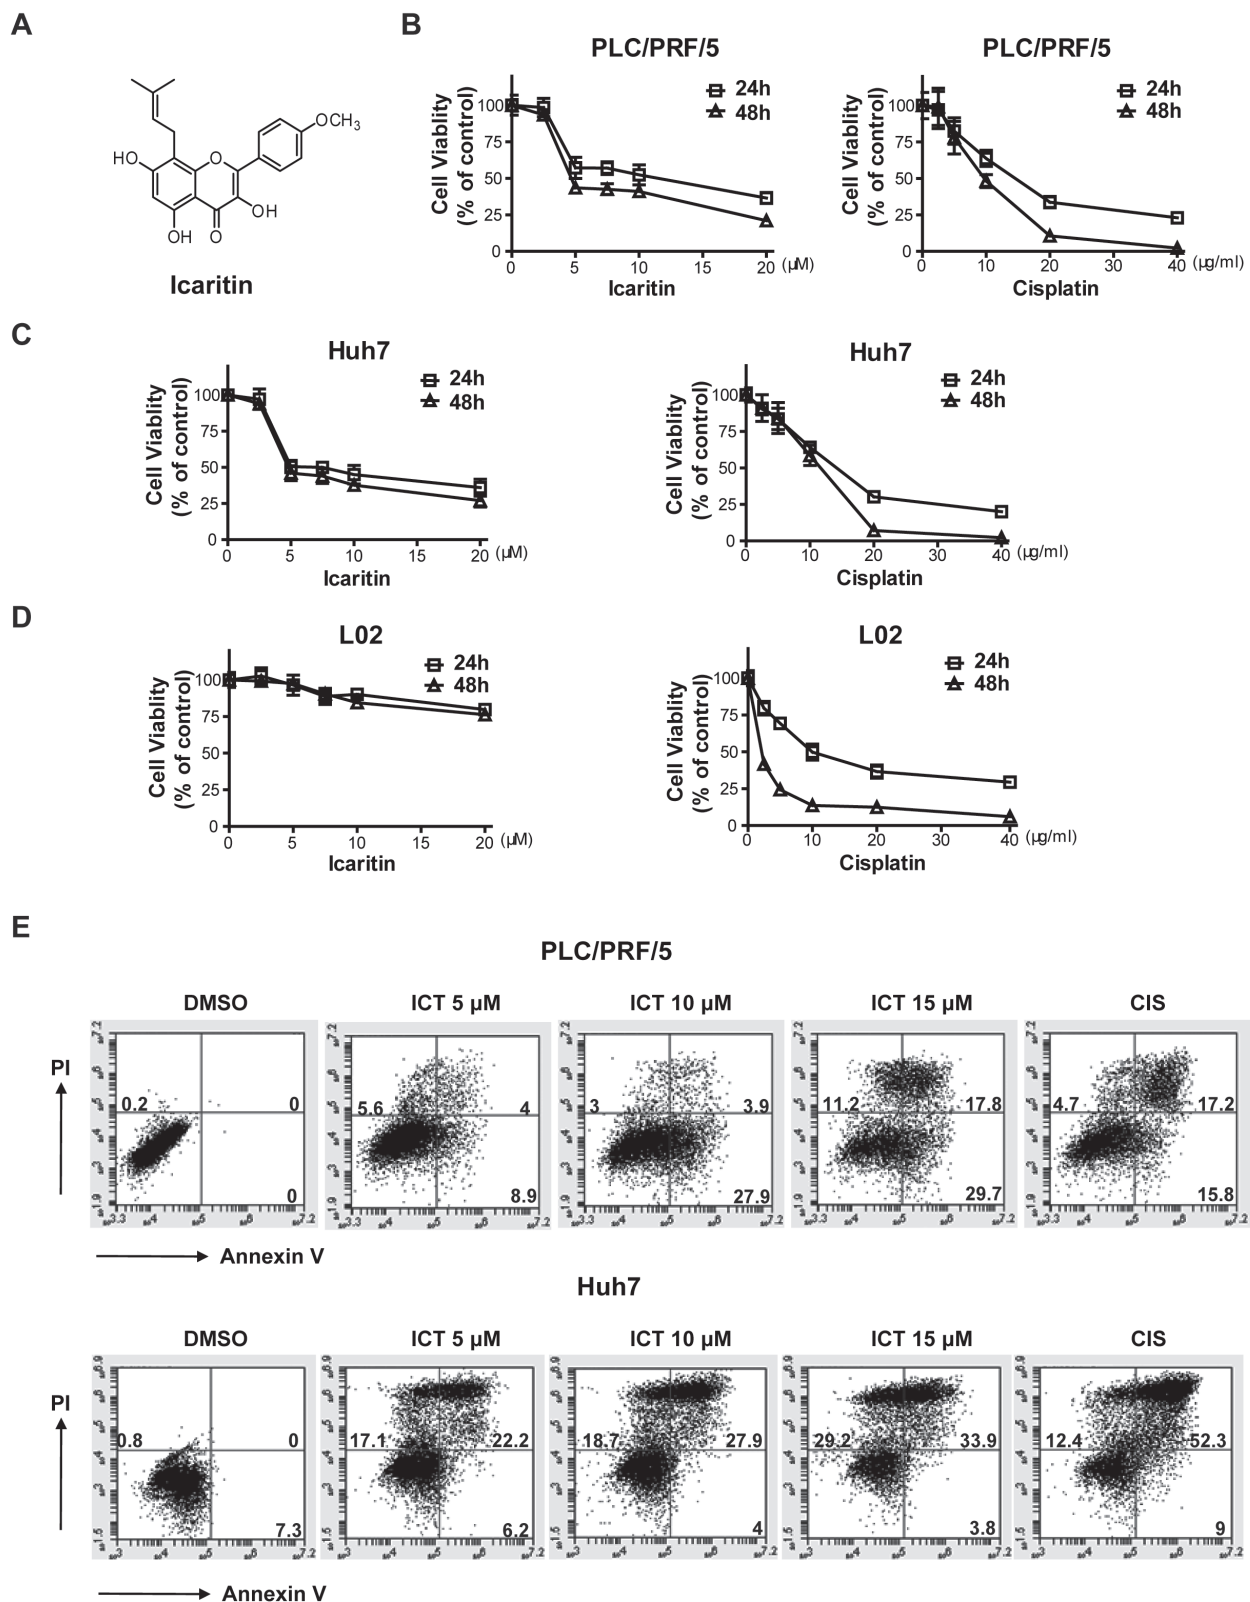 A
HO
O
OCH3
OH
OH
O
Icaritin
B
PLC/PRF/5
24h
48h
Cell Viablity
(% of control)
100
75
50
25
0
0 5 10 15 20 (μM)
Icaritin
PLC/PRF/5
24h
48h
Cell Viablity
(% of control)
100
75
50
25
0
0 10 20 30 40 (μg/ml)
Cisplatin
C
Huh7
24h
48h
Cell Viablity
(% of control)
100
75
50
25
0
0 5 10 15 20 (μM)
Icaritin
Huh7
24h
48h
Cell Viablity
(% of control)
100
75
50
25
0
0 10 20 30 40 (μg/ml)
Cisplatin
D
L02
24h
48h
Cell Viablity
(% of control)
100
75
50
25
0
0 5 10 15 20 (μM)
Icaritin
L02
24h
48h
Cell Viablity
(% of control)
100
75
50
25
0
0 10 20 30 40 (μg/ml)
Cisplatin
E
PLC/PRF/5
DMSO ICT 5 μM ICT 10 μM ICT 15 μM CIS
PI
0.2 0 5.6 4 3 3.9 11.2 17.8 4.7 17.2
0 8.9 27.9 29.7 15.8
Annexin V
Huh7
DMSO ICT 5 μM ICT 10 μM ICT 15 μM CIS
PI
0.8 0 17.1 22.2 18.7 27.9 29.2 33.9 12.4 52.3
7.3 6.2 4 3.8 9
Annexin V